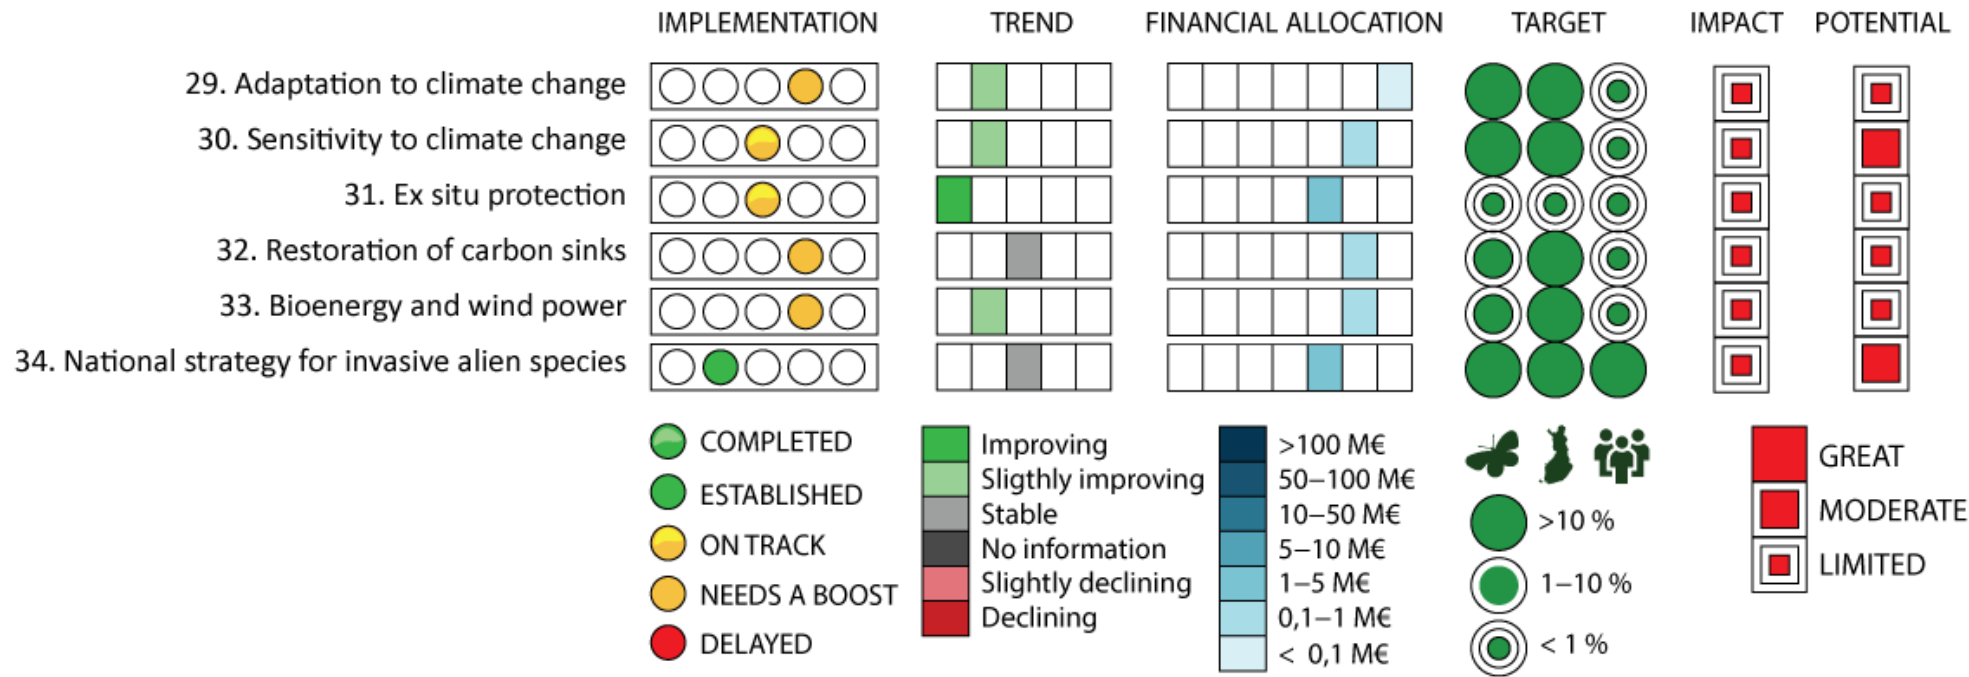 IMPLEMENTATION TREND FINANCIAL ALLOCATION TARGET IMPACT POTENTIAL
29. Adaptation to climate change
30. Sensitivity to climate change
31. Ex situ protection
32. Restoration of carbon sinks
33. Bioenergy and wind power
34. National strategy for invasive alien species
COMPLETED
ESTABLISHED
ON TRACK
NEEDS A BOOST
DELAYED
Improving
Sligthly improving
Stable
No information
Slightly declining
Declining
>100 M€
50–100 M€
10–50 M€
5–10 M€
1–5 M€
0,1–1 M€
< 0,1 M€
>10 %
1–10 %
< 1 %
GREAT
MODERATE
LIMITED